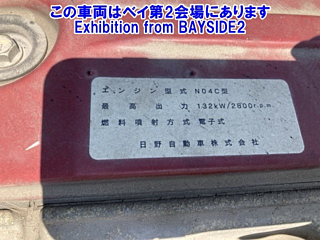 この車両はベイ第2会場にあります
Exhibition from BAYSIDE2
エンジン型式 N04C型
最高出力 132kW/2800r.p.m.
燃料噴射方式 電子式
日野自動車株式会社